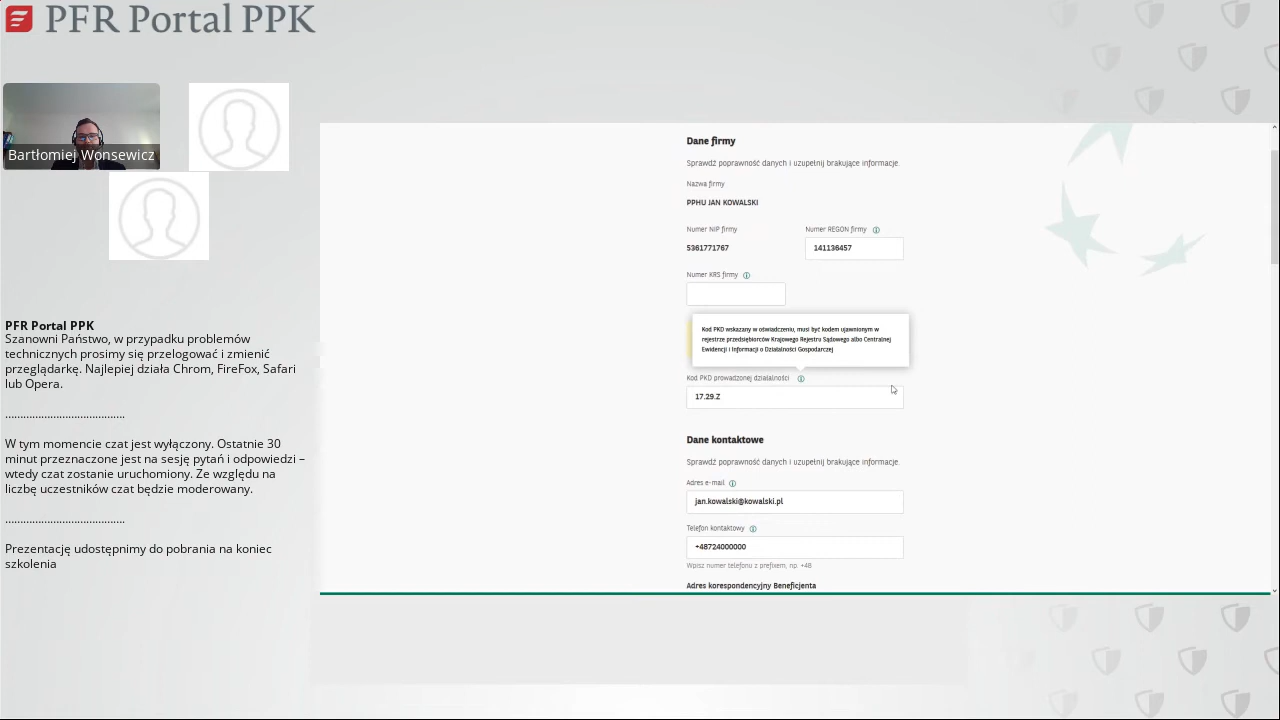 PFR Portal PPK
Bartłomiej Wonsewicz
PFR Portal PPK
Szanowni Państwo, w przypadku problemów
technicznych prosimy się przelogować i zmienić
przeglądarkę. Najlepiej działa Chrom, FireFox, Safari
lub Opera.
........................................
W tym momencie czat jest wyłączony. Ostatnie 30
minut przeznaczone jest na sesję pytań i odpowiedzi –
wtedy czat zostanie uruchomiony. Ze względu na
liczbę uczestników czat będzie moderowany.
........................................
Prezentację udostępnimy do pobrania na koniec
szkolenia
Dane firmy
Sprawdź poprawność danych i uzupełnij brakujące informacje.
Nazwa firmy
PPHU JAN KOWALSKI
Numer NIP firmy Numer REGON firmy
5361771767 141136457
Numer KRS firmy
Kod PKD wskazany w oświadczeniu, musi być kodem ujawnionym w
rejestrze przedsiębiorców Krajowego Rejestru Sądowego albo Centralnej
Ewidencji i Informacji o Działalności Gospodarczej
Kod PKD prowadzonej działalności
17.29.Z
Dane kontaktowe
Sprawdź poprawność danych i uzupełnij brakujące informacje.
Adres e-mail
jan.kowalski@kowalski.pl
Telefon kontaktowy
+48724000000
Wpisz numer telefonu z prefixem, np. +48
Adres korespondencyjny Beneficjenta